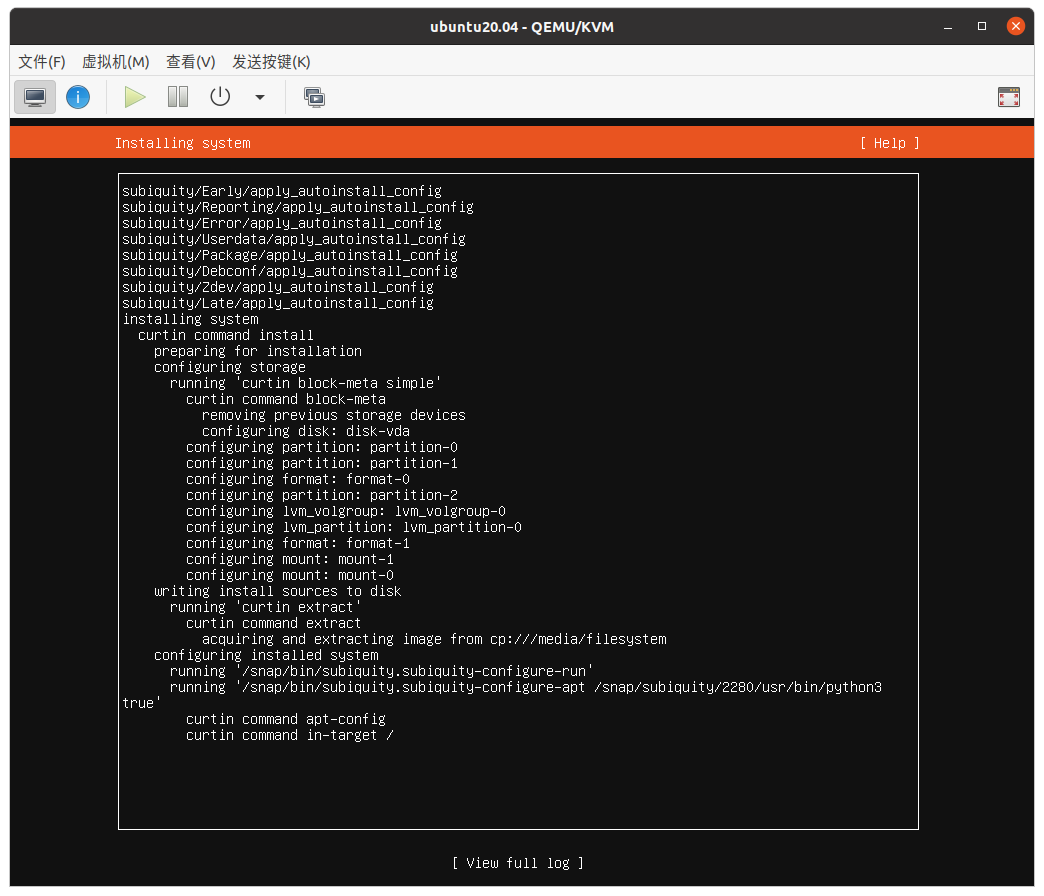 ubuntu20.04 - QEMU/KVM
文件(F) 虚拟机(M) 查看(V) 发送按键(K)
Installing system [ Help ]
subiquity/Early/apply_autoinstall_config
subiquity/Reporting/apply_autoinstall_config
subiquity/Error/apply_autoinstall_config
subiquity/Userdata/apply_autoinstall_config
subiquity/Package/apply_autoinstall_config
subiquity/Debconf/apply_autoinstall_config
subiquity/Zdev/apply_autoinstall_config
subiquity/Late/apply_autoinstall_config
installing system
curtin command install
preparing for installation
configuring storage
running 'curtin block-meta simple'
curtin command block-meta
removing previous storage devices
configuring disk: disk-vda
configuring partition: partition-0
configuring partition: partition-1
configuring format: format-0
configuring partition: partition-2
configuring lvm_volgroup: lvm_volgroup-0
configuring lvm_partition: lvm_partition-0
configuring format: format-1
configuring mount: mount-1
configuring mount: mount-0
writing install sources to disk
running 'curtin extract'
curtin command extract
acquiring and extracting image from cp:///media/filesystem
configuring installed system
running '/snap/bin/subiquity.subiquity-configure-run'
running '/snap/bin/subiquity.subiquity-configure-apt /snap/subiquity/2280/usr/bin/python3
true'
curtin command apt-config
curtin command in-target /
[ View full log ]